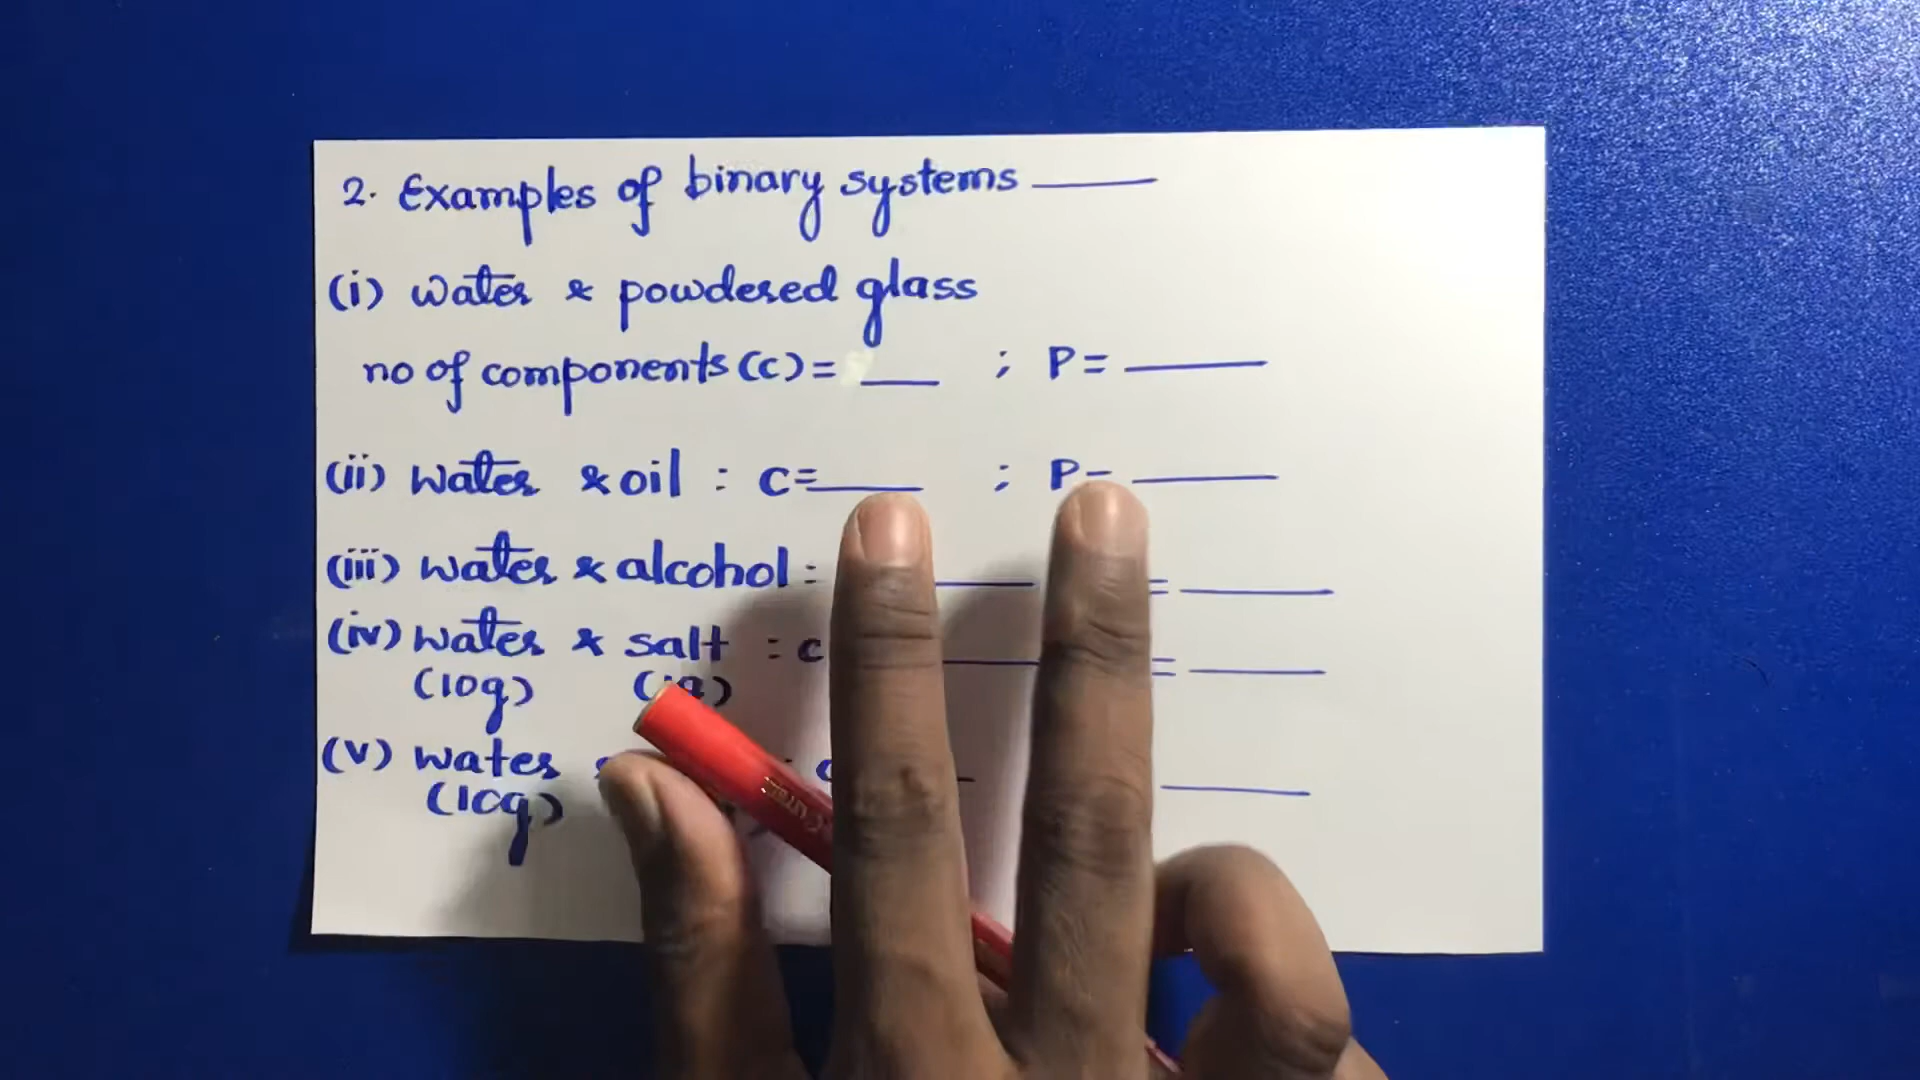 2. Examples of binary systems
(i) water & powdered glass
no of components (c) = ; P =
(ii) water & oil : c = ; P =
(iii) water & alcohol : =
(iv) water & salt : c =
(10g)
(v) water : c
(10g)